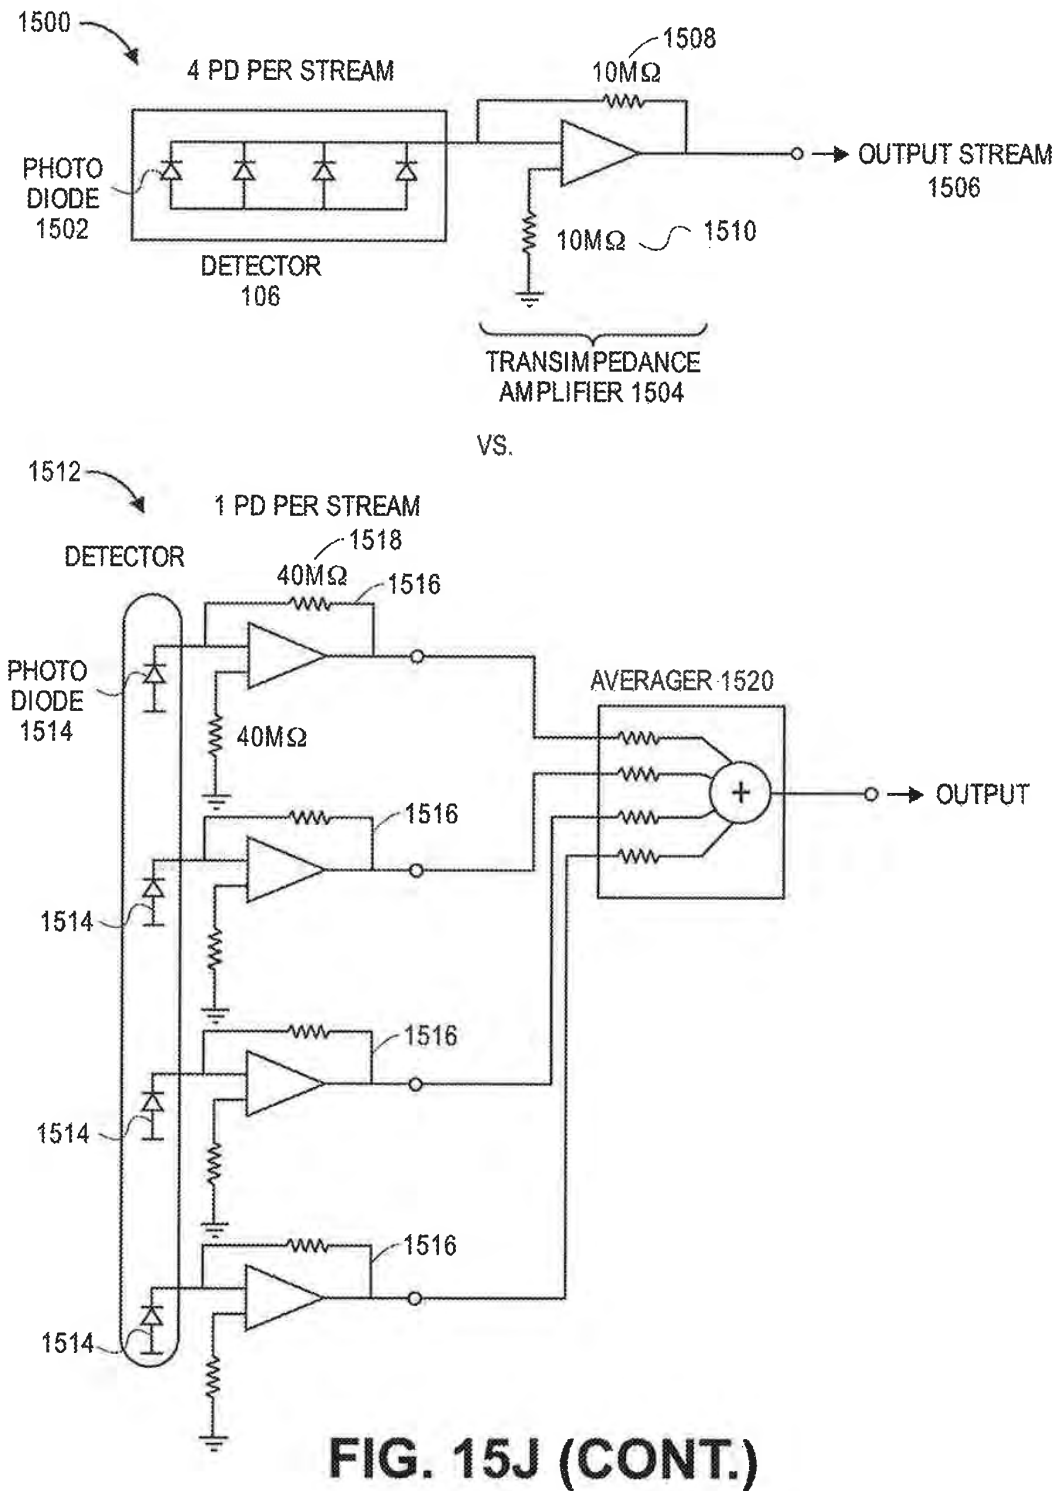 1500
4 PD PER STREAM
1508
10MΩ
PHOTO
DIODE
1502
OUTPUT STREAM
1506
10MΩ
1510
DETECTOR
106
TRANSIMPEDANCE
AMPLIFIER 1504
VS.
1512
1 PD PER STREAM
DETECTOR
1518
40MΩ
1516
PHOTO
DIODE
1514
40MΩ
AVERAGER 1520
+
OUTPUT
1516
1514
1516
1514
1516
1514
FIG. 15J (CONT.)